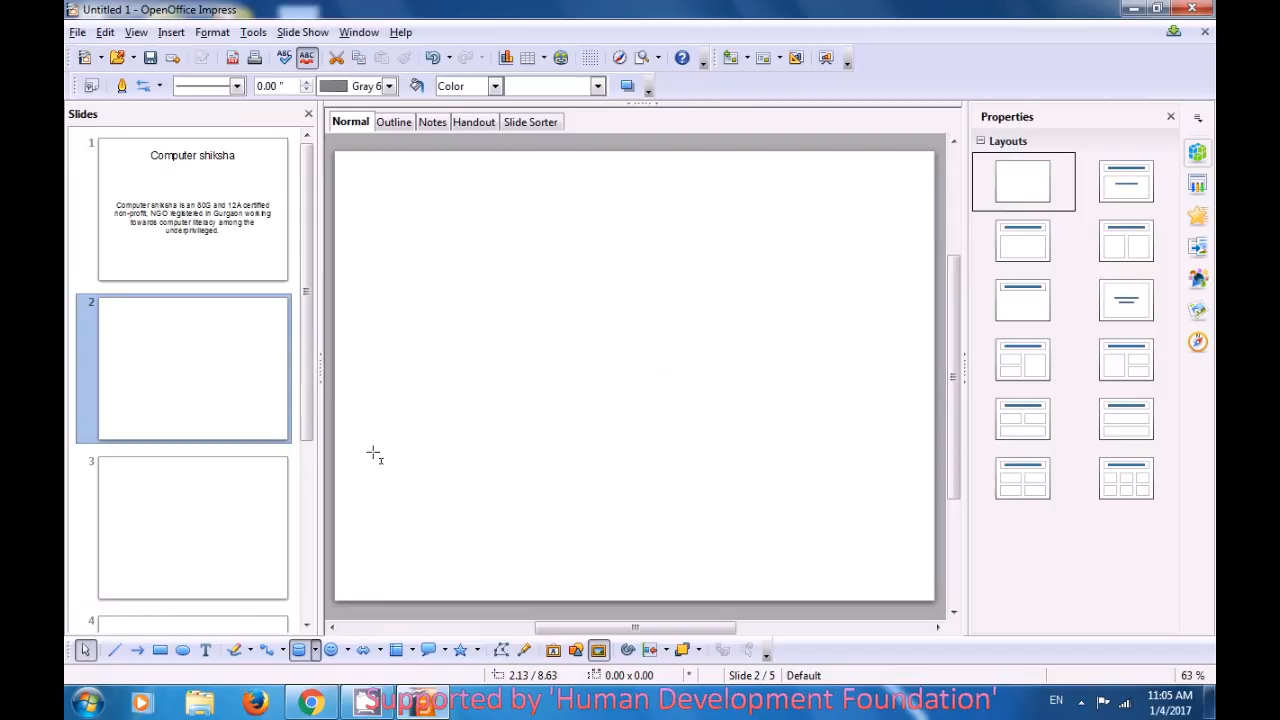 Untitled 1 - OpenOffice Impress
File Edit View Insert Format Tools Slide Show Window Help
0.00 " Gray 6 Color
Slides
Normal Outline Notes Handout Slide Sorter
Properties
Layouts
1
Computer shiksha
Computer shiksha is an 80G and 12A certified
non-profit, NGO registered in Gurgaon working
towards computer literacy among the
underprivileged.
2
3
4
2.13 / 8.63 0.00 x 0.00 * Slide 2 / 5 Default 63 %
Supported by 'Human Development Foundation'
EN
11:05 AM
1/4/2017